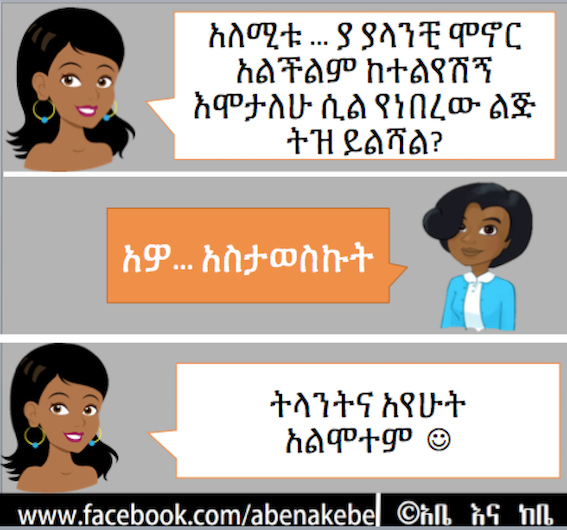 አለሚቱ ... ያ ያላንቺ ሞኖር
አልችልም ከተልየሽኝ
እሞታለሁ ሲል የነበረው ልጅ
ትዝ ይልሻል?
አዎ... አስታወስኩት
ትላንትና አየሁት
አልሞተም ☺
www.facebook.com/abenakebe ©አቤ እና ከቤ